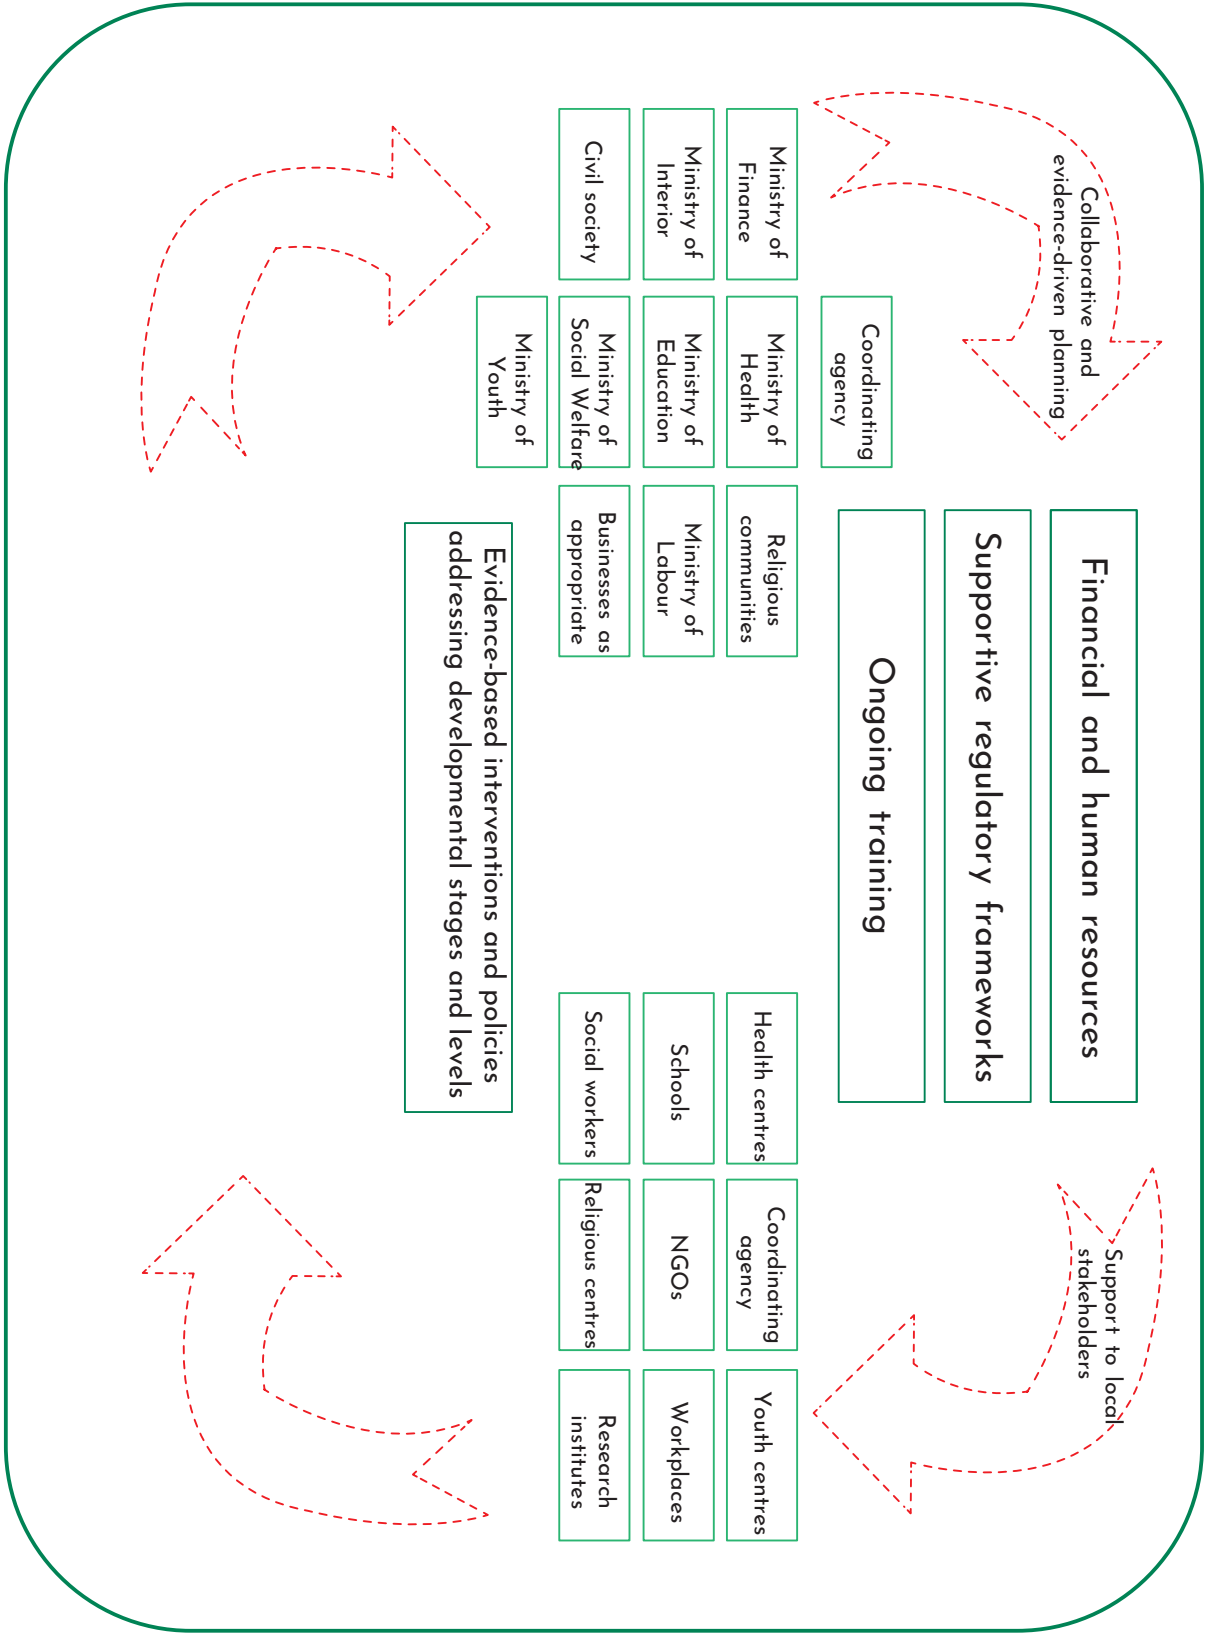 Collaborative and
evidence-driven planning
Financial and human resources
Supportive regulatory frameworks
Ongoing training
Support to local
stakeholders
Coordinating
agency
Ministry of
Finance
Ministry of
Health
Religious
communities
Ministry of
Interior
Ministry of
Education
Ministry of
Labour
Civil society
Ministry of
Social Welfare
Businesses as
appropriate
Ministry of
Youth
Health centres
Coordinating
agency
Youth centres
Schools
NGOs
Workplaces
Social workers
Religious centres
Research
institutes
Evidence-based interventions and policies
addressing developmental stages and levels